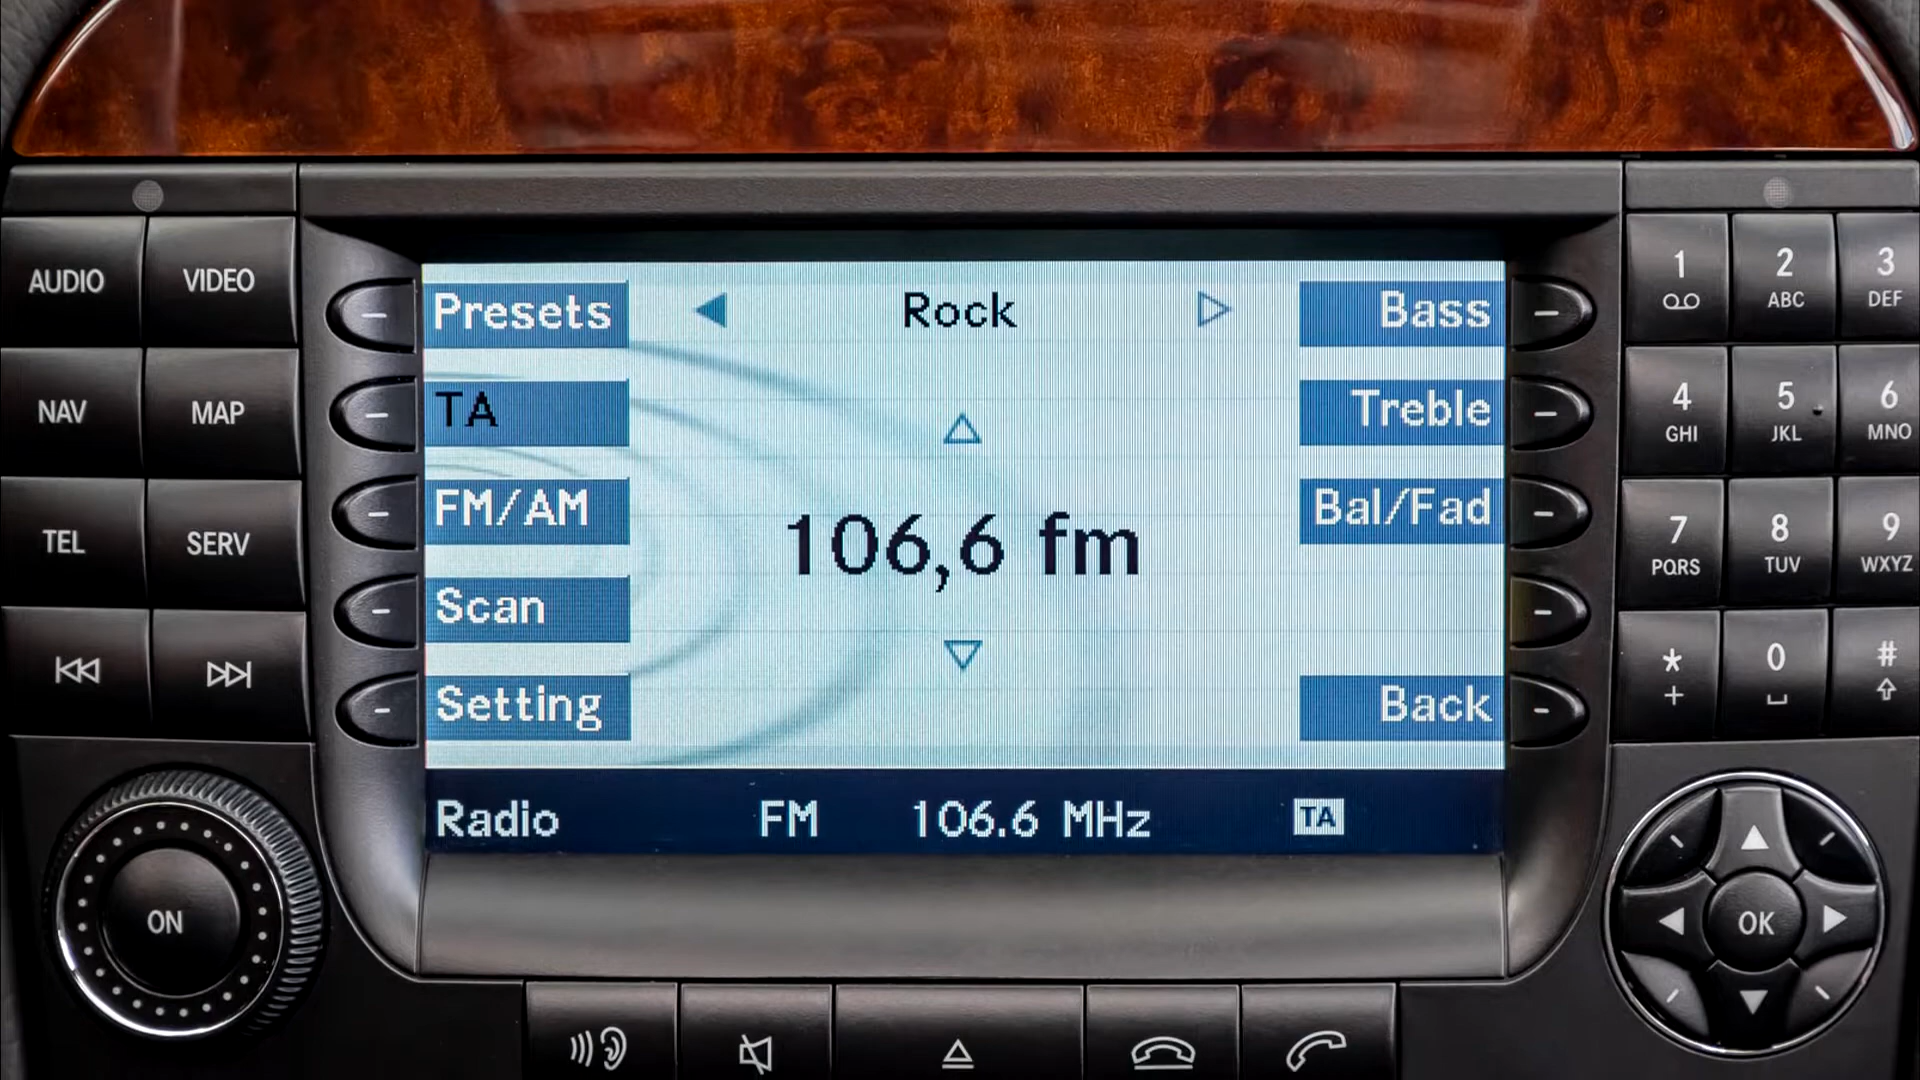 AUDIO VIDEO
NAV MAP
TEL SERV
ON
Presets
TA
FM/AM
Scan
Setting
Rock
106,6 fm
Bass
Treble
Bal/Fad
Back
Radio FM 106.6 MHz TA
1 2 3
ABC DEF
4 5 6
GHI JKL MNO
7 8 9
PQRS TUV WXYZ
* 0 #
+
OK